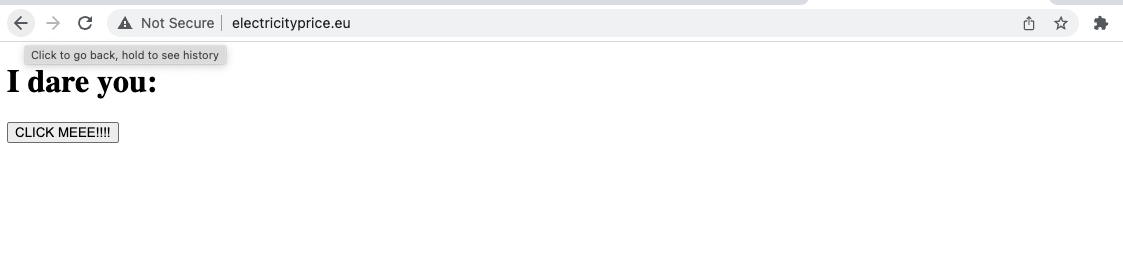 Not Secure electricityprice.eu
Click to go back, hold to see history
I dare you:
CLICK MEEE!!!!